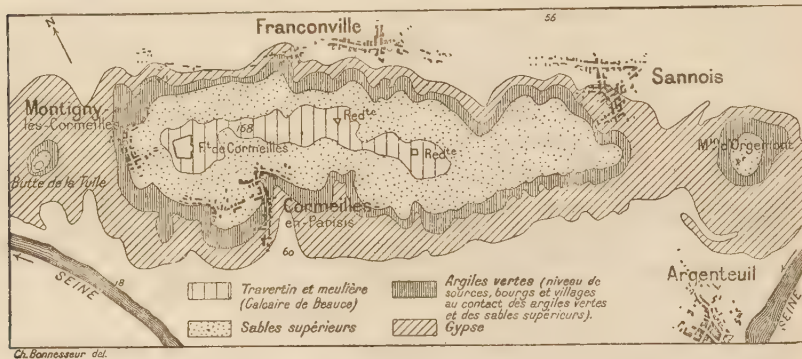 N
Franconville
56
Sannois
Montigny-
les-Cormeilles
168
Redte
Ft de Cormeilles
Redte
Min d'Orgemont
Butte de la Tuile
Cormeilles
en-Parisis
60
SEINE
18
Travertin et meulière
(Calcaire de Beauce)
Sables supérieurs
Argiles vertes (niveau de
sources, bourgs et villages
au contact des argiles vertes
et des sables supérieurs).
Gypse
Argenteuil
SEINE
Ch. Bonnesseur del.